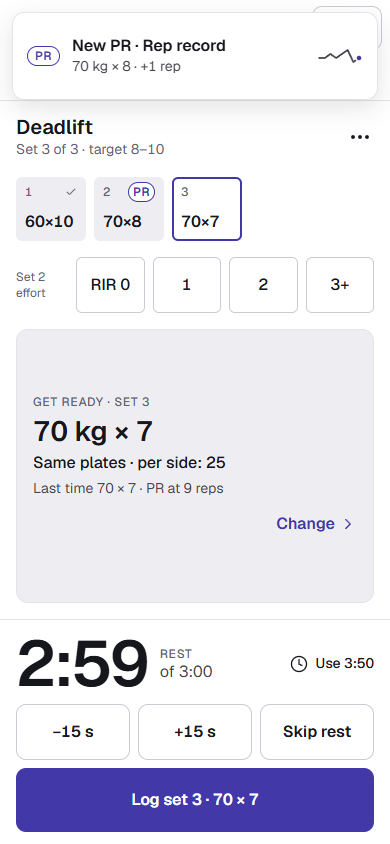 PR
New PR · Rep record
70 kg × 8 · +1 rep
Deadlift
Set 3 of 3 · target 8–10
1
60×10
2 PR
70×8
3
70×7
Set 2
effort
RIR 0
1
2
3+
GET READY · SET 3
70 kg × 7
Same plates · per side: 25
Last time 70 × 7 · PR at 9 reps
Change
2:59
REST
of 3:00
Use 3:50
−15 s
+15 s
Skip rest
Log set 3 · 70 × 7